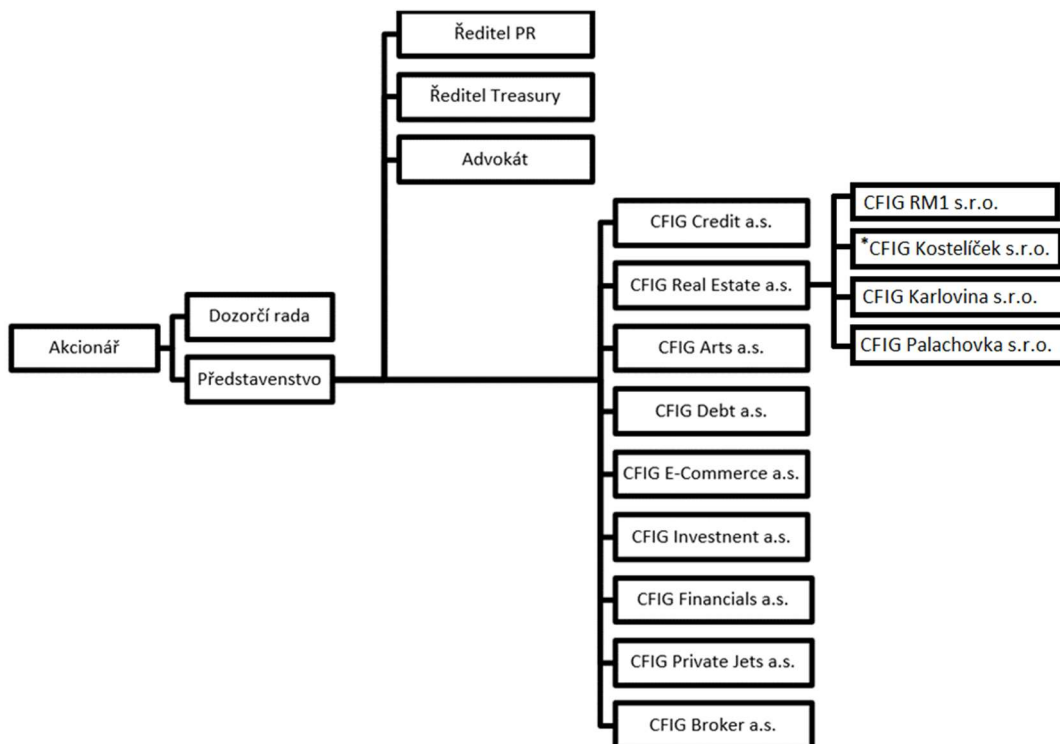 Ředitel PR
Ředitel Treasury
Advokát
CFIG Credit a.s.
CFIG Real Estate a.s.
CFIG Arts a.s.
CFIG Debt a.s.
CFIG E-Commerce a.s.
CFIG Investnent a.s.
CFIG Financials a.s.
CFIG Private Jets a.s.
CFIG Broker a.s.
CFIG RM1 s.r.o.
*CFIG Kostelíček s.r.o.
CFIG Karlovina s.r.o.
CFIG Palachovka s.r.o.
Dozorčí rada
Akcionář
Představenstvo